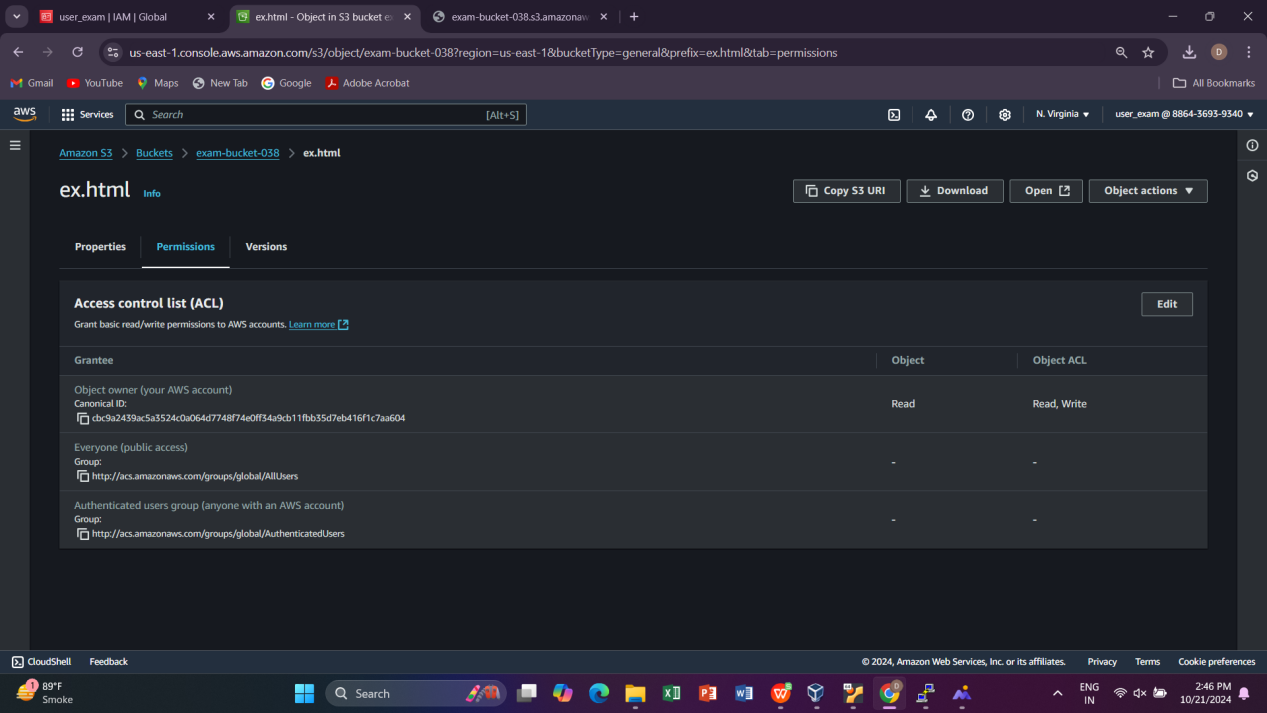 user_exam | IAM | Global
ex.html - Object in S3 bucket ex
exam-bucket-038.s3.amazonaw
us-east-1.console.aws.amazon.com/s3/object/exam-bucket-038?region=us-east-1&bucketType=general&prefix=ex.html&tab=permissions
D
Gmail
YouTube
Maps
New Tab
Google
Adobe Acrobat
All Bookmarks
aws
Services
Search
[Alt+S]
N. Virginia
user_exam @ 8864-3693-9340
Amazon S3
Buckets
exam-bucket-038
ex.html
ex.html
Info
Copy S3 URI
Download
Open
Object actions
Properties
Permissions
Versions
Access control list (ACL)
Edit
Grant basic read/write permissions to AWS accounts. Learn more
Grantee
Object
Object ACL
Object owner (your AWS account)
Canonical ID:
cbc9a2439ac5a3524c0a064d7748f74e0ff34a9cb11fbb35d7eb416f1c7aa604
Read
Read, Write
Everyone (public access)
Group:
http://acs.amazonaws.com/groups/global/AllUsers
-
-
Authenticated users group (anyone with an AWS account)
Group:
http://acs.amazonaws.com/groups/global/AuthenticatedUsers
-
-
CloudShell
Feedback
© 2024, Amazon Web Services, Inc. or its affiliates.
Privacy
Terms
Cookie preferences
1
89°F
Smoke
Search
ENG
IN
2:46 PM
10/21/2024